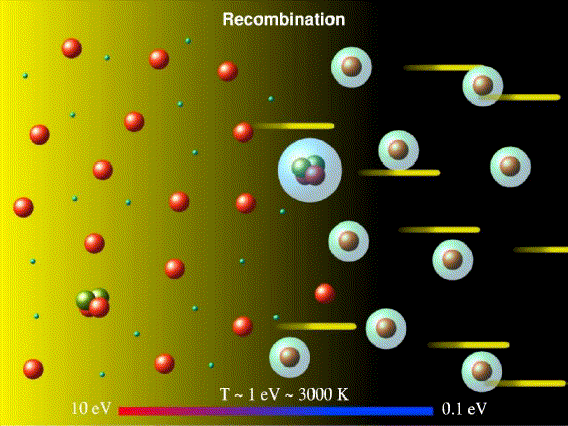 Recombination
T ~ 1 eV ~ 3000 K
10 eV
0.1 eV